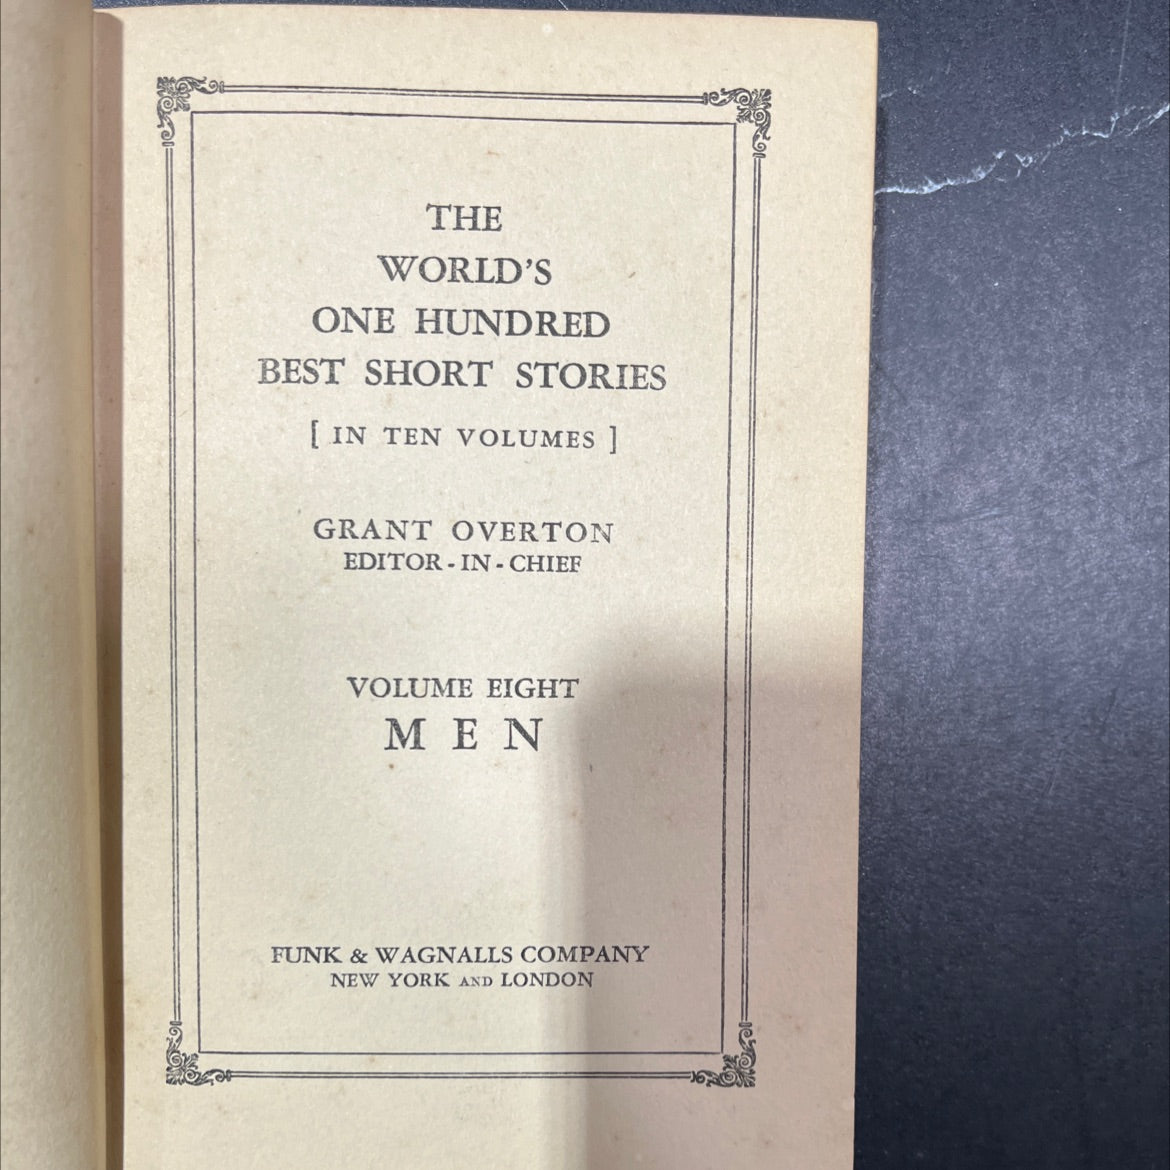 THE
WORLD'S
ONE HUNDRED
BEST SHORT STORIES
[ IN TEN VOLUMES ]
GRANT OVERTON
EDITOR-IN-CHIEF
VOLUME EIGHT
MEN
FUNK & WAGNALLS COMPANY
NEW YORK AND LONDON